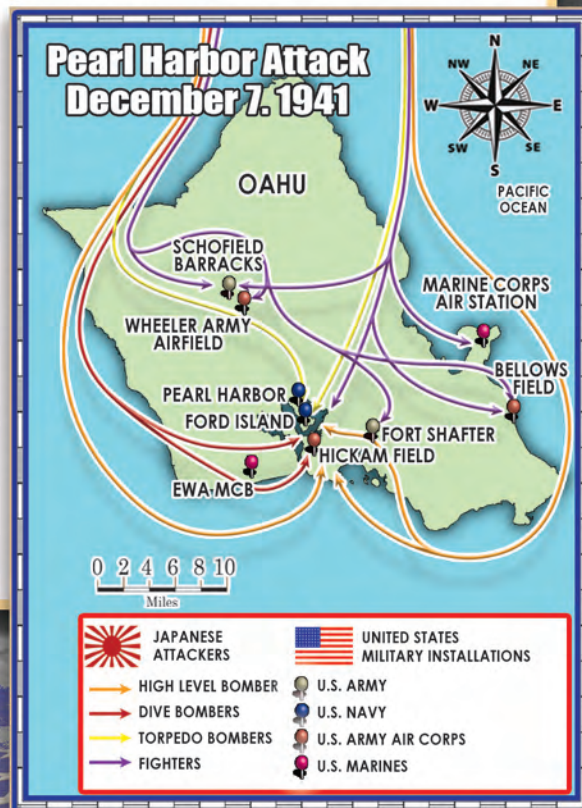 Pearl Harbor Attack
December 7. 1941
N
NW
NE
W
E
SW
SE
S
PACIFIC
OCEAN
OAHU
SCHOFIELD
BARRACKS
MARINE CORPS
AIR STATION
WHEELER ARMY
AIRFIELD
BELLOWS
FIELD
PEARL HARBOR
FORD ISLAND
FORT SHAFTER
HICKAM FIELD
EWA MCB
0 2 4 6 8 10
Miles
JAPANESE
ATTACKERS
HIGH LEVEL BOMBER
DIVE BOMBERS
TORPEDO BOMBERS
FIGHTERS
UNITED STATES
MILITARY INSTALLATIONS
U.S. ARMY
U.S. NAVY
U.S. ARMY AIR CORPS
U.S. MARINES